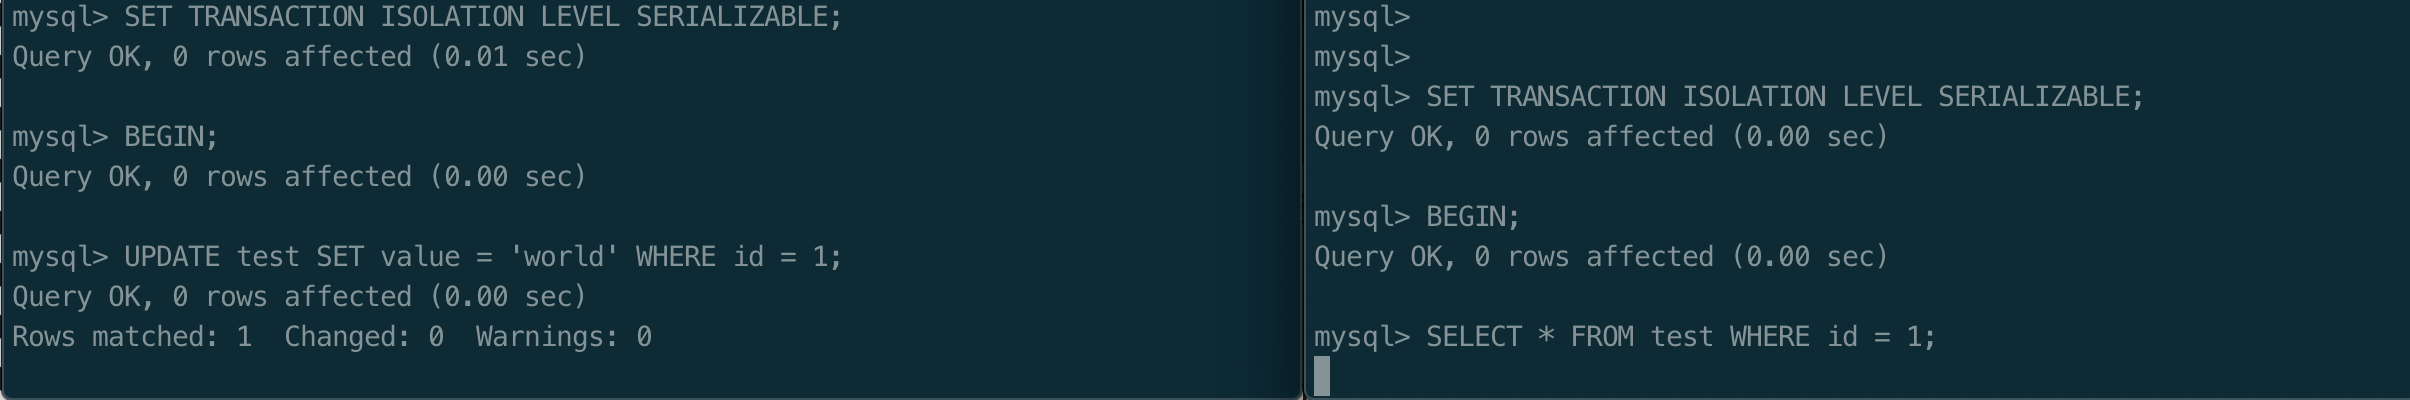 mysql> SET TRANSACTION ISOLATION LEVEL SERIALIZABLE;
Query OK, 0 rows affected (0.01 sec)
mysql> BEGIN;
Query OK, 0 rows affected (0.00 sec)
mysql> UPDATE test SET value = 'world' WHERE id = 1;
Query OK, 0 rows affected (0.00 sec)
Rows matched: 1  Changed: 0  Warnings: 0
mysql>
mysql>
mysql> SET TRANSACTION ISOLATION LEVEL SERIALIZABLE;
Query OK, 0 rows affected (0.00 sec)
mysql> BEGIN;
Query OK, 0 rows affected (0.00 sec)
mysql> SELECT * FROM test WHERE id = 1;